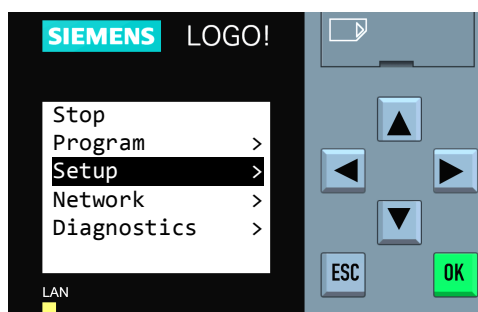 SIEMENS LOGO!
Stop
Program >
Setup >
Network >
Diagnostics >
ESC OK
LAN